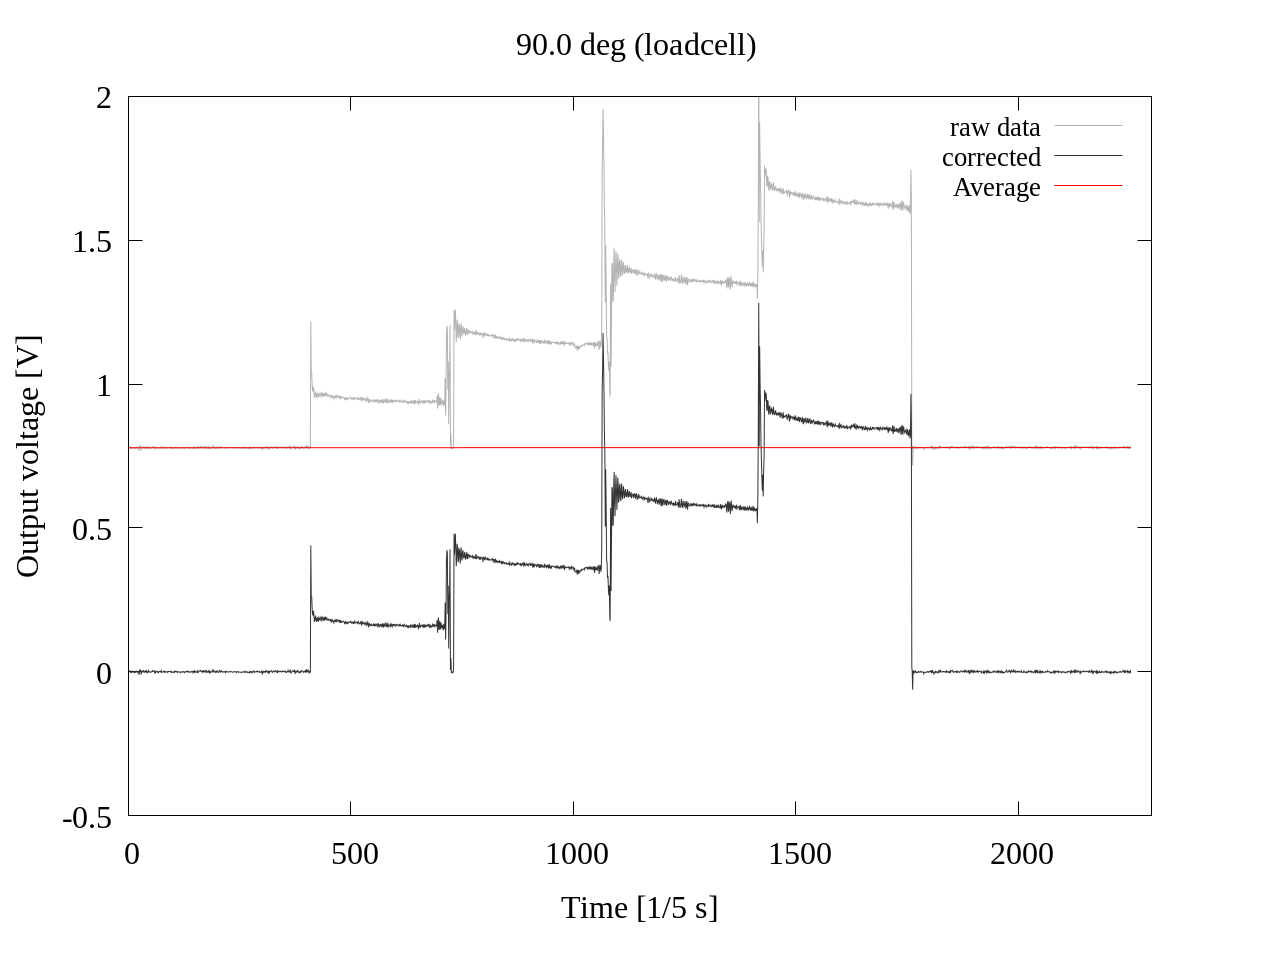 90.0 deg (loadcell)
2
1.5
1
0.5
0
-0.5
Output voltage [V]
raw data
corrected
Average
0 500 1000 1500 2000
Time [1/5 s]